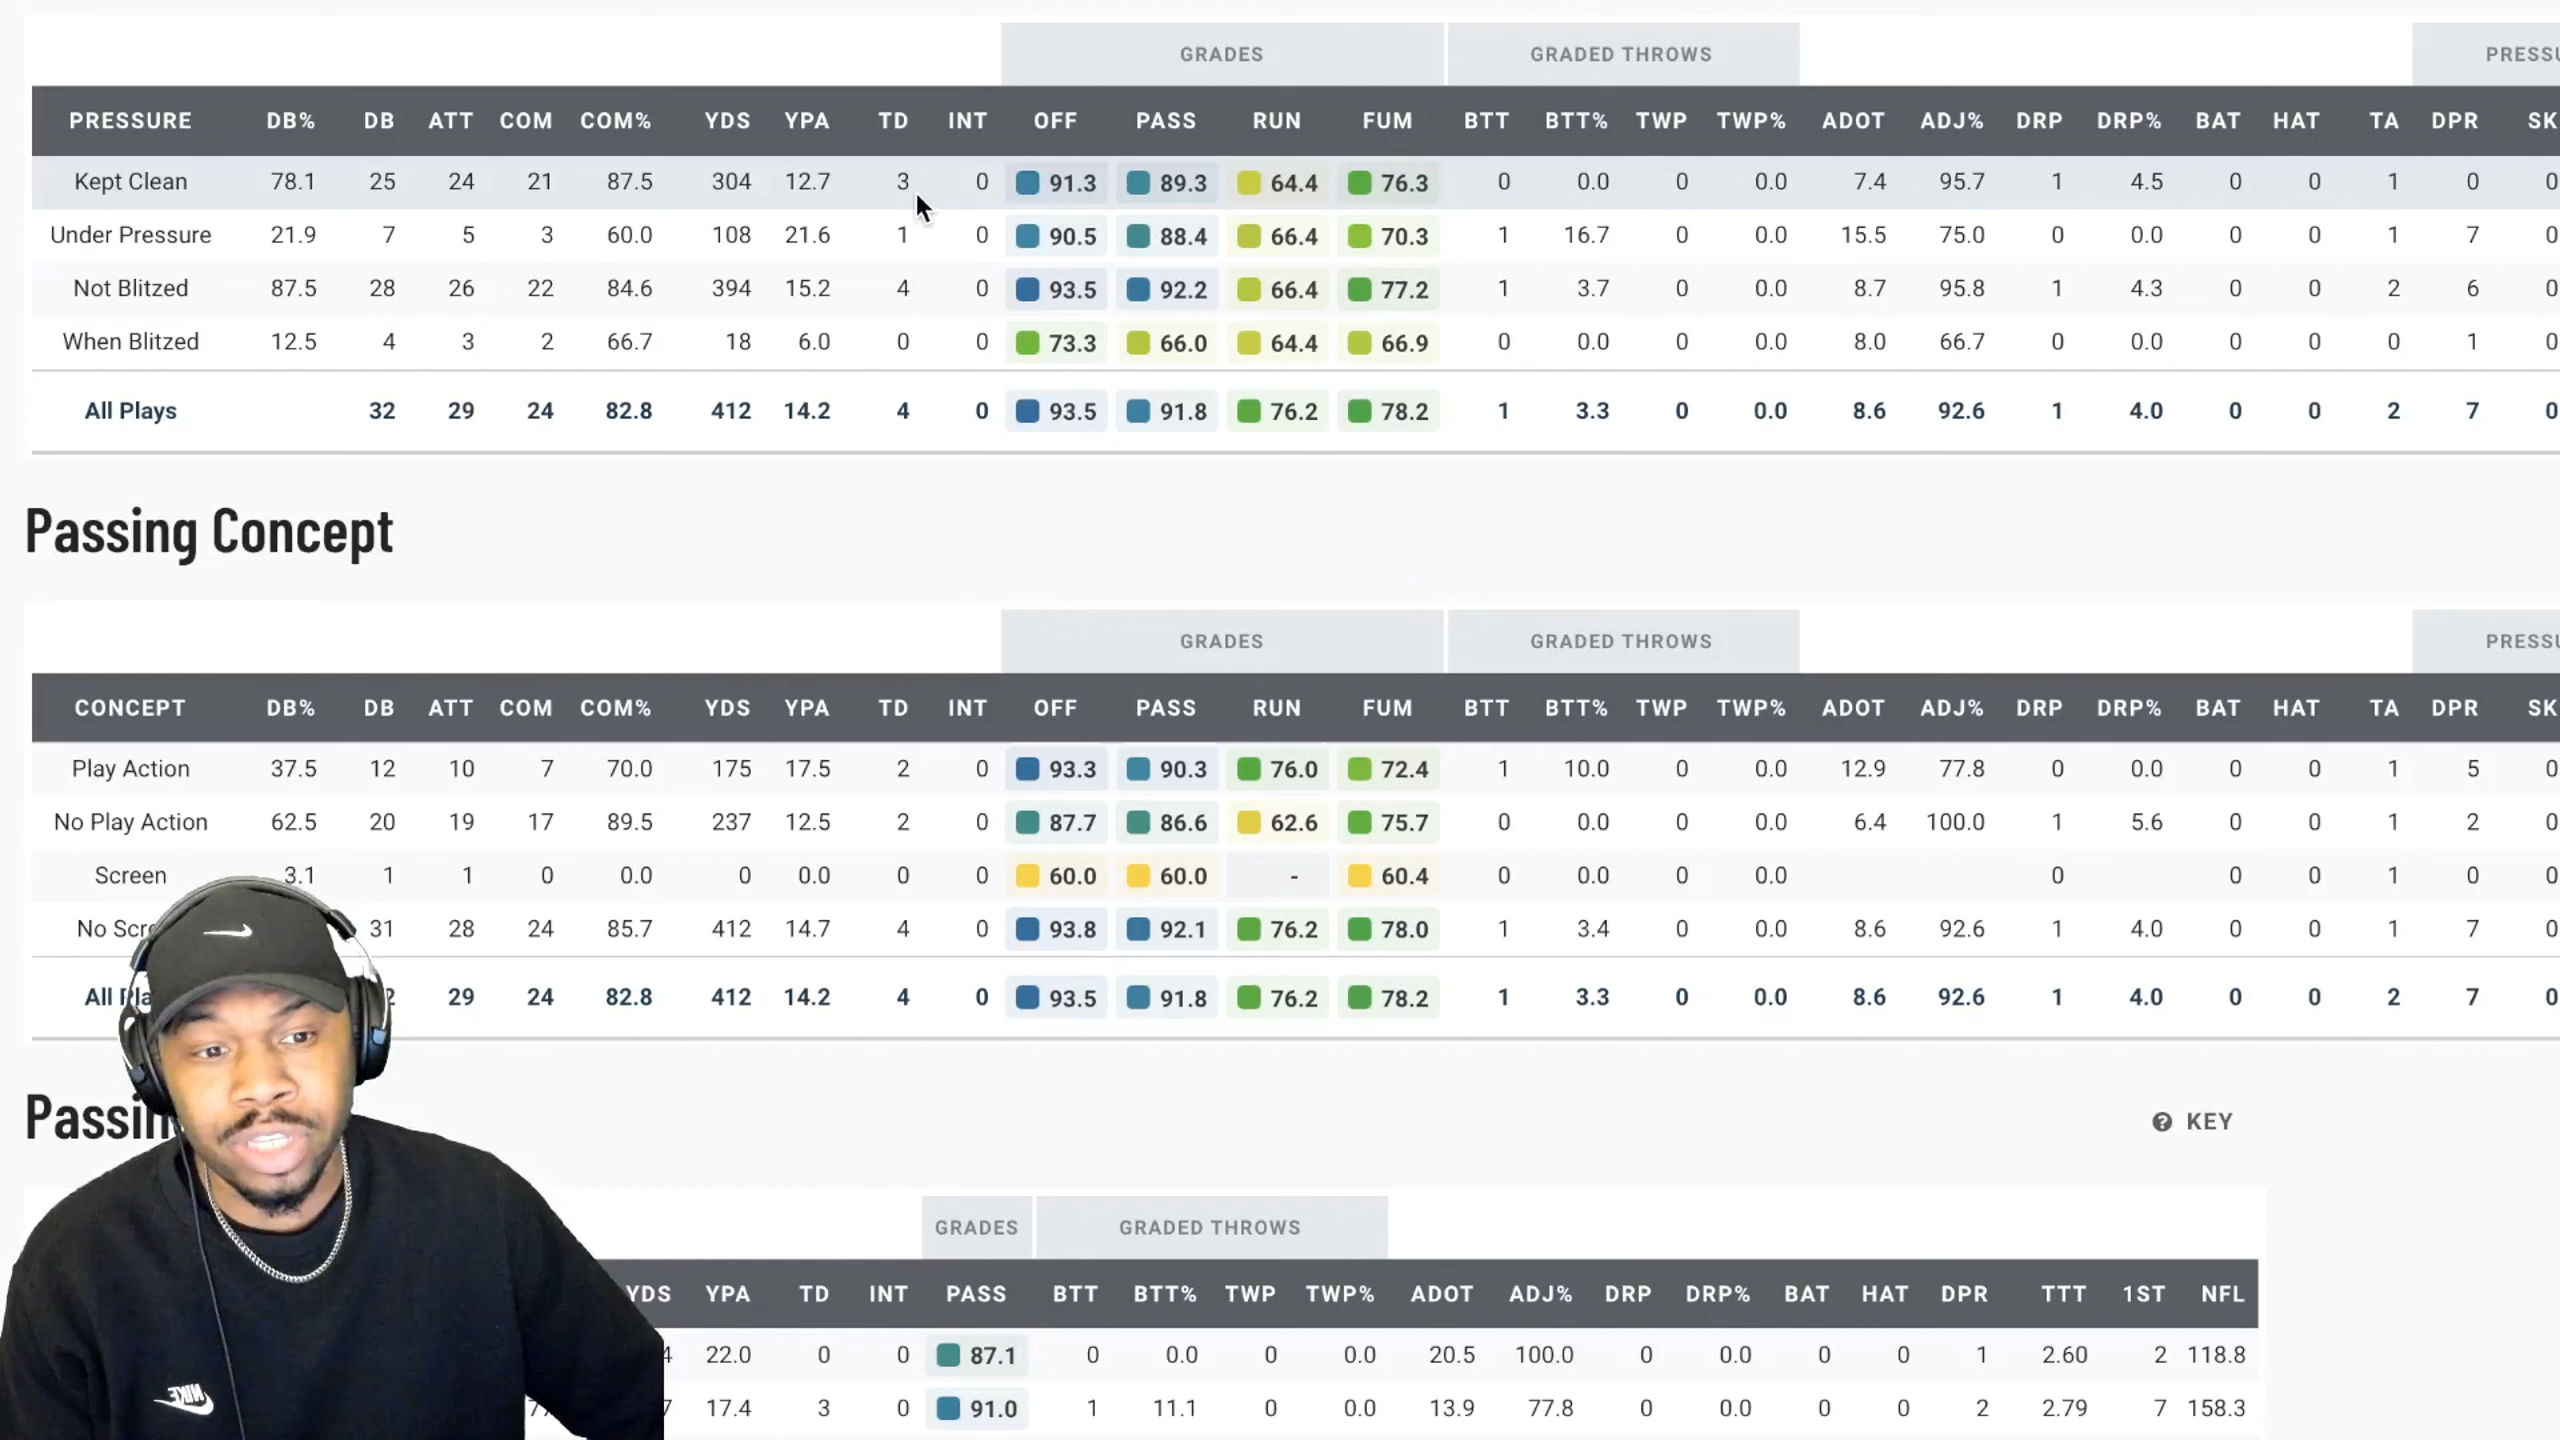 GRADES GRADED THROWS PRESSU
PRESSURE DB% DB ATT COM COM% YDS YPA TD INT OFF PASS RUN FUM BTT BTT% TWP TWP% ADOT ADJ% DRP DRP% BAT HAT TA DPR SK
Kept Clean 78.1 25 24 21 87.5 304 12.7 3 0 91.3 89.3 64.4 76.3 0 0.0 0 0.0 7.4 95.7 1 4.5 0 0 1 0 0
Under Pressure 21.9 7 5 3 60.0 108 21.6 1 0 90.5 88.4 66.4 70.3 1 16.7 0 0.0 15.5 75.0 0 0.0 0 0 1 7 0
Not Blitzed 87.5 28 26 22 84.6 394 15.2 4 0 93.5 92.2 66.4 77.2 1 3.7 0 0.0 8.7 95.8 1 4.3 0 0 2 6 0
When Blitzed 12.5 4 3 2 66.7 18 6.0 0 0 73.3 66.0 64.4 66.9 0 0.0 0 0.0 8.0 66.7 0 0.0 0 0 0 1 0
All Plays 32 29 24 82.8 412 14.2 4 0 93.5 91.8 76.2 78.2 1 3.3 0 0.0 8.6 92.6 1 4.0 0 0 2 7 0
Passing Concept
GRADES GRADED THROWS PRESSU
CONCEPT DB% DB ATT COM COM% YDS YPA TD INT OFF PASS RUN FUM BTT BTT% TWP TWP% ADOT ADJ% DRP DRP% BAT HAT TA DPR SK
Play Action 37.5 12 10 7 70.0 175 17.5 2 0 93.3 90.3 76.0 72.4 1 10.0 0 0.0 12.9 77.8 0 0.0 0 0 1 5 0
No Play Action 62.5 20 19 17 89.5 237 12.5 2 0 87.7 86.6 62.6 75.7 0 0.0 0 0.0 6.4 100.0 1 5.6 0 0 1 2 0
Screen 3.1 1 1 0 0.0 0 0.0 0 0 60.0 60.0 - 60.4 0 0.0 0 0.0 0 0 0 1 0 0
No Scre 31 28 24 85.7 412 14.7 4 0 93.8 92.1 76.2 78.0 1 3.4 0 0.0 8.6 92.6 1 4.0 0 0 1 7 0
All Pla 2 29 24 82.8 412 14.2 4 0 93.5 91.8 76.2 78.2 1 3.3 0 0.0 8.6 92.6 1 4.0 0 0 2 7 0
Passin
KEY
GRADES GRADED THROWS
YDS YPA TD INT PASS BTT BTT% TWP TWP% ADOT ADJ% DRP DRP% BAT HAT DPR TTT 1ST NFL
4 22.0 0 0 87.1 0 0.0 0 0.0 20.5 100.0 0 0.0 0 0 1 2.60 2 118.8
7 17.4 3 0 91.0 1 11.1 0 0.0 13.9 77.8 0 0.0 0 0 2 2.79 7 158.3